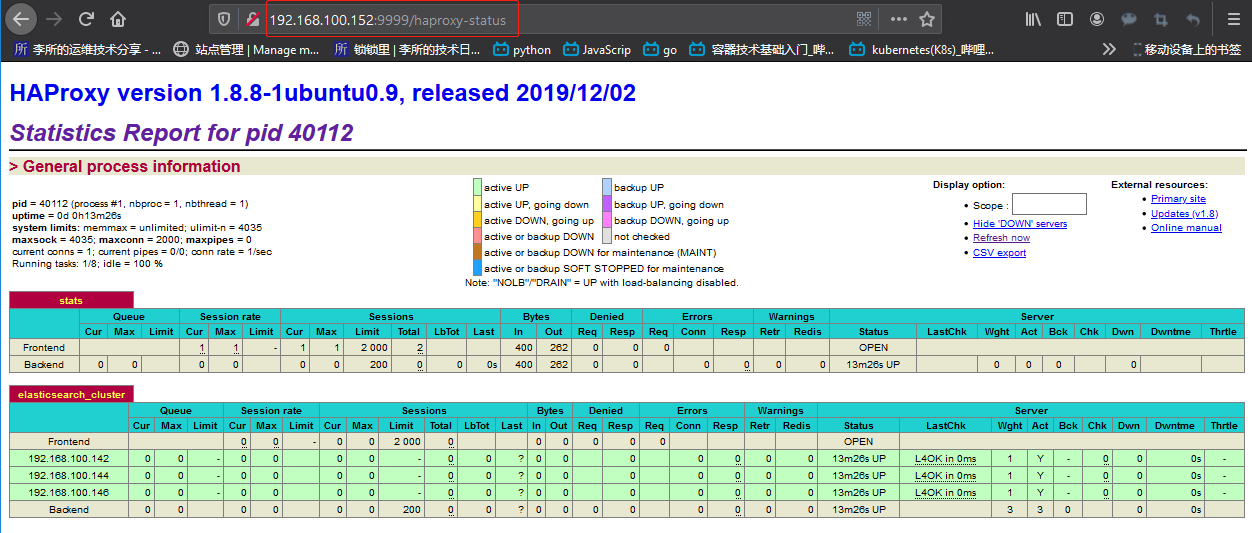 192.168.100.152:9999/haproxy-status
李所的运维技术分享 - ... 站点管理 | Manage m... 锁锁里 | 李所的技术日... python JavaScrip go 容器技术基础入门_哔... kubernetes(K8s)_哔哩... 移动设备上的书签
HAProxy version 1.8.8-1ubuntu0.9, released 2019/12/02
Statistics Report for pid 40112
> General process information
pid = 40112 (process #1, nbproc = 1, nbthread = 1)
uptime = 0d 0h13m26s
system limits: memmax = unlimited; ulimit-n = 4035
maxsock = 4035; maxconn = 2000; maxpipes = 0
current conns = 1; current pipes = 0/0; conn rate = 1/sec
Running tasks: 1/8; idle = 100 %
active UP backup UP
active UP, going down backup UP, going down
active DOWN, going up backup DOWN, going up
active or backup DOWN not checked
active or backup DOWN for maintenance (MAINT)
active or backup SOFT STOPPED for maintenance
Note: "NOLB"/"DRAIN" = UP with load-balancing disabled.
Display option:
Scope :
Hide 'DOWN' servers
Refresh now
CSV export
External resources:
Primary site
Updates (v1.8)
Online manual
stats
Queue Session rate Sessions Bytes Denied Errors Warnings Server
Cur Max Limit Cur Max Limit Cur Max Limit Total LbTot Last In Out Req Resp Req Conn Resp Retr Redis Status LastChk Wght Act Bck Chk Dwn Dwntme Thrtle
Frontend 1 1 - 1 1 2 000 2 400 262 0 0 0 OPEN
Backend 0 0 0 0 0 0 200 0 0 0s 400 262 0 0 0 0 0 0 13m26s UP 0 0 0 0
elasticsearch_cluster
Queue Session rate Sessions Bytes Denied Errors Warnings Server
Cur Max Limit Cur Max Limit Cur Max Limit Total LbTot Last In Out Req Resp Req Conn Resp Retr Redis Status LastChk Wght Act Bck Chk Dwn Dwntme Thrtle
Frontend 0 0 - 0 0 2 000 0 0 0 0 0 0 OPEN
192.168.100.142 0 0 - 0 0 0 0 - 0 0 ? 0 0 0 0 0 0 0 13m26s UP L4OK in 0ms 1 Y - 0 0 0s -
192.168.100.144 0 0 - 0 0 0 0 - 0 0 ? 0 0 0 0 0 0 0 13m26s UP L4OK in 0ms 1 Y - 0 0 0s -
192.168.100.146 0 0 - 0 0 0 0 - 0 0 ? 0 0 0 0 0 0 0 13m26s UP L4OK in 0ms 1 Y - 0 0 0s -
Backend 0 0 0 0 0 0 200 0 0 ? 0 0 0 0 0 0 0 0 13m26s UP 3 3 0 0 0s